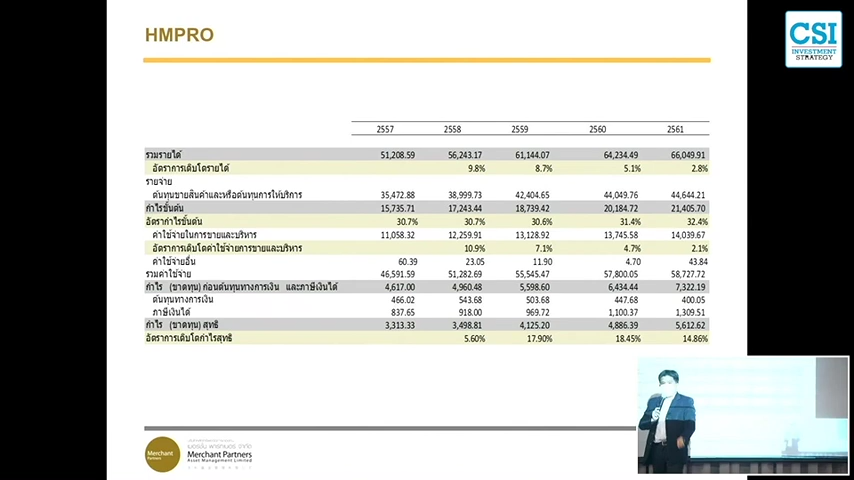 HMPRO
CSI
INVESTMENT
STRATEGY
2557 2558 2559 2560 2561
รวมรายได้ 51,208.59 56,243.17 61,144.07 64,234.49 66,049.91
อัตราการเติบโตรายได้ 9.8% 8.7% 5.1% 2.8%
รายจ่าย
ต้นทุนขายสินค้าและหรือต้นทุนการให้บริการ 35,472.88 38,999.73 42,404.65 44,049.76 44,644.21
กำไรขั้นต้น 15,735.71 17,243.44 18,739.42 20,184.72 21,405.70
อัตรากำไรขั้นต้น 30.7% 30.7% 30.6% 31.4% 32.4%
ค่าใช้จ่ายในการขายและบริหาร 11,058.32 12,259.91 13,128.92 13,745.58 14,039.67
อัตราการเติบโตค่าใช้จ่ายการขายและบริหาร 10.9% 7.1% 4.7% 2.1%
ค่าใช้จ่ายอื่น 60.39 23.05 11.90 4.70 43.84
รวมค่าใช้จ่าย 46,591.59 51,282.69 55,545.47 57,800.05 58,727.72
กำไร (ขาดทุน) ก่อนต้นทุนทางการเงิน และภาษีเงินได้ 4,617.00 4,960.48 5,598.60 6,434.44 7,322.19
ต้นทุนทางการเงิน 466.02 543.68 503.68 447.68 400.05
ภาษีเงินได้ 837.65 918.00 969.72 1,100.37 1,309.51
กำไร (ขาดทุน) สุทธิ 3,313.33 3,498.81 4,125.20 4,886.39 5,612.62
อัตราการเติบโตกำไรสุทธิ 5.60% 17.90% 18.45% 14.86%
Merchant
Partners
เมอร์ชั่น พาร์ทเนอร์ จำกัด
Merchant Partners
Asset Management Limited